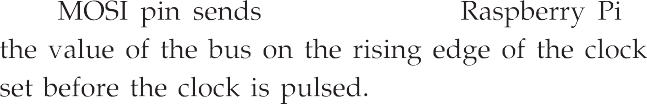 MOSI pin sends Raspberry Pi
the value of the bus on the rising edge of the clock
set before the clock is pulsed.